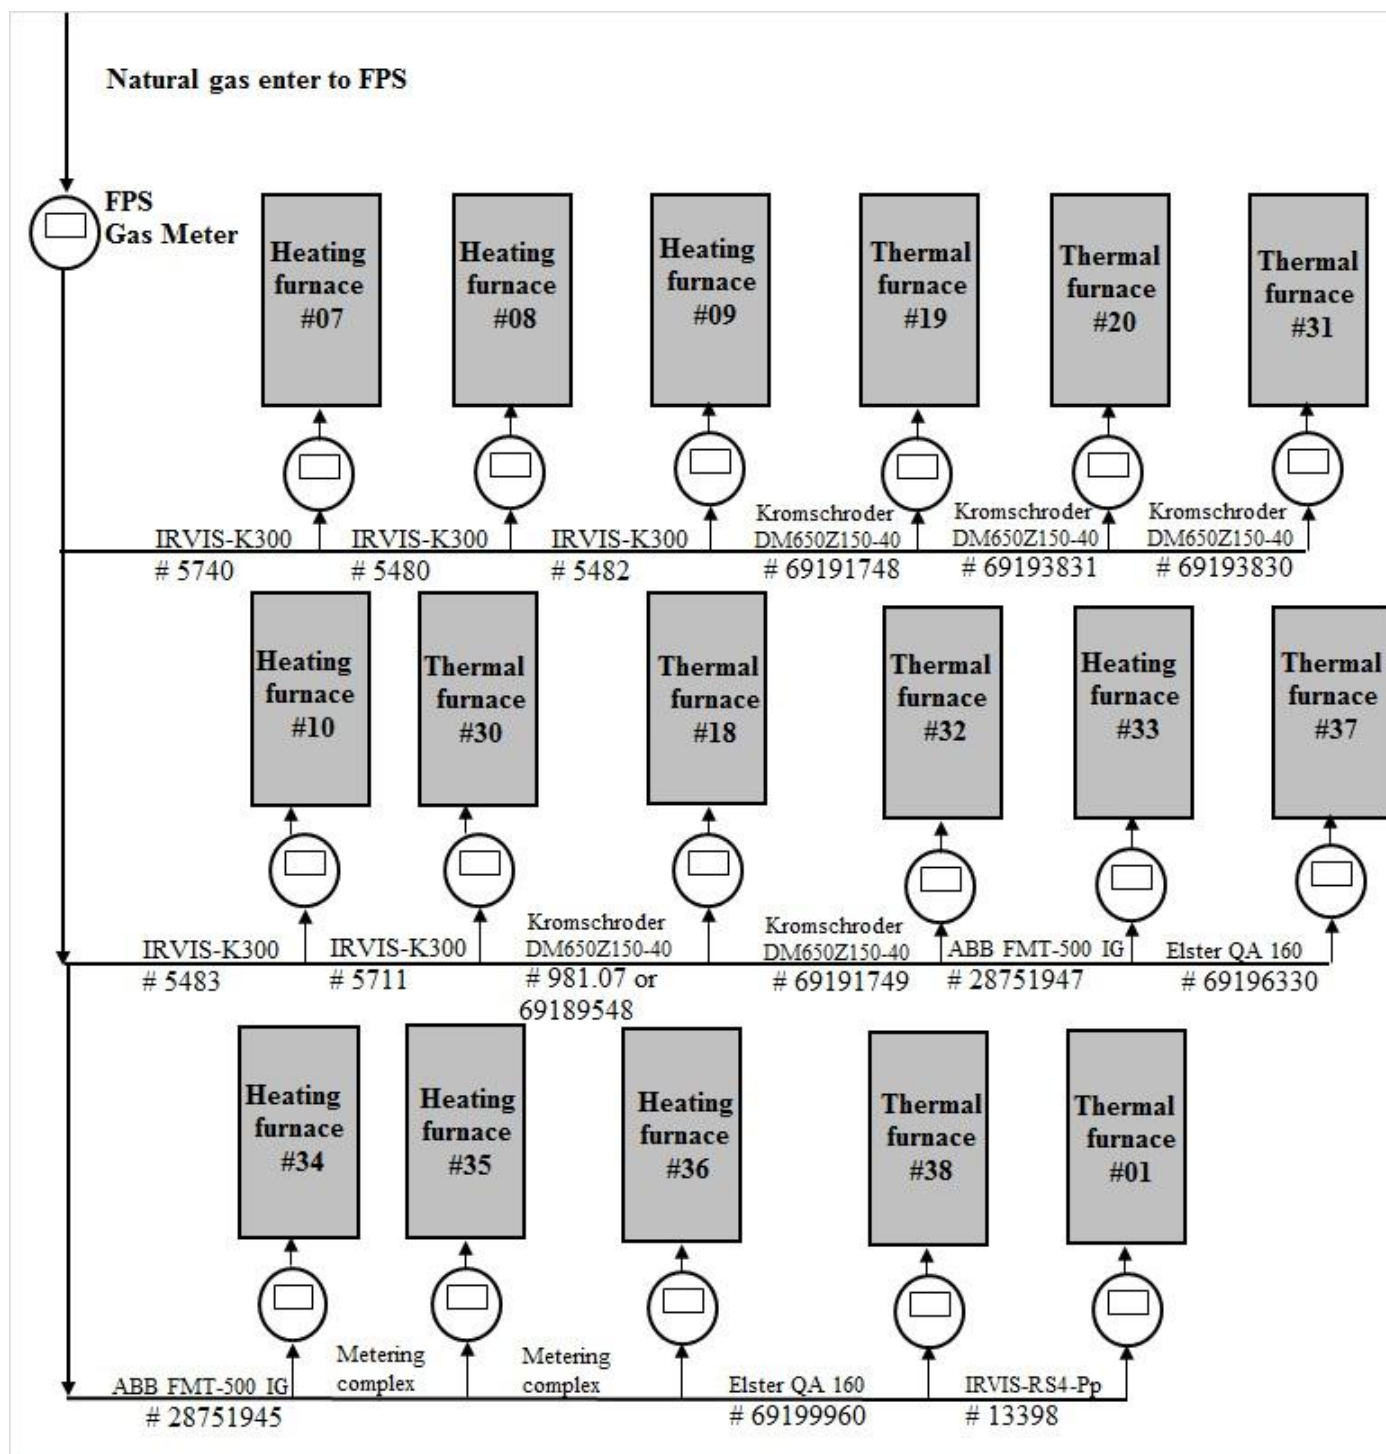 Natural gas enter to FPS
FPS
Gas Meter
Heating
furnace
#07
Heating
furnace
#08
Heating
furnace
#09
Thermal
furnace
#19
Thermal
furnace
#20
Thermal
furnace
#31
IRVIS-K300
# 5740
IRVIS-K300
# 5480
IRVIS-K300
# 5482
Kromschroder
DM650Z150-40
# 69191748
Kromschroder
DM650Z150-40
# 69193831
Kromschroder
DM650Z150-40
# 69193830
Heating
furnace
#10
Thermal
furnace
#30
Thermal
furnace
#18
Thermal
furnace
#32
Heating
furnace
#33
Thermal
furnace
#37
IRVIS-K300
# 5483
IRVIS-K300
# 5711
Kromschroder
DM650Z150-40
# 981.07 or
69189548
Kromschroder
DM650Z150-40
# 69191749
ABB FMT-500 IG
# 28751947
Elster QA 160
# 69196330
Heating
furnace
#34
Heating
furnace
#35
Heating
furnace
#36
Thermal
furnace
#38
Thermal
furnace
#01
ABB FMT-500 IG
# 28751945
Metering
complex
Metering
complex
Elster QA 160
# 69199960
IRVIS-RS4-Pp
# 13398